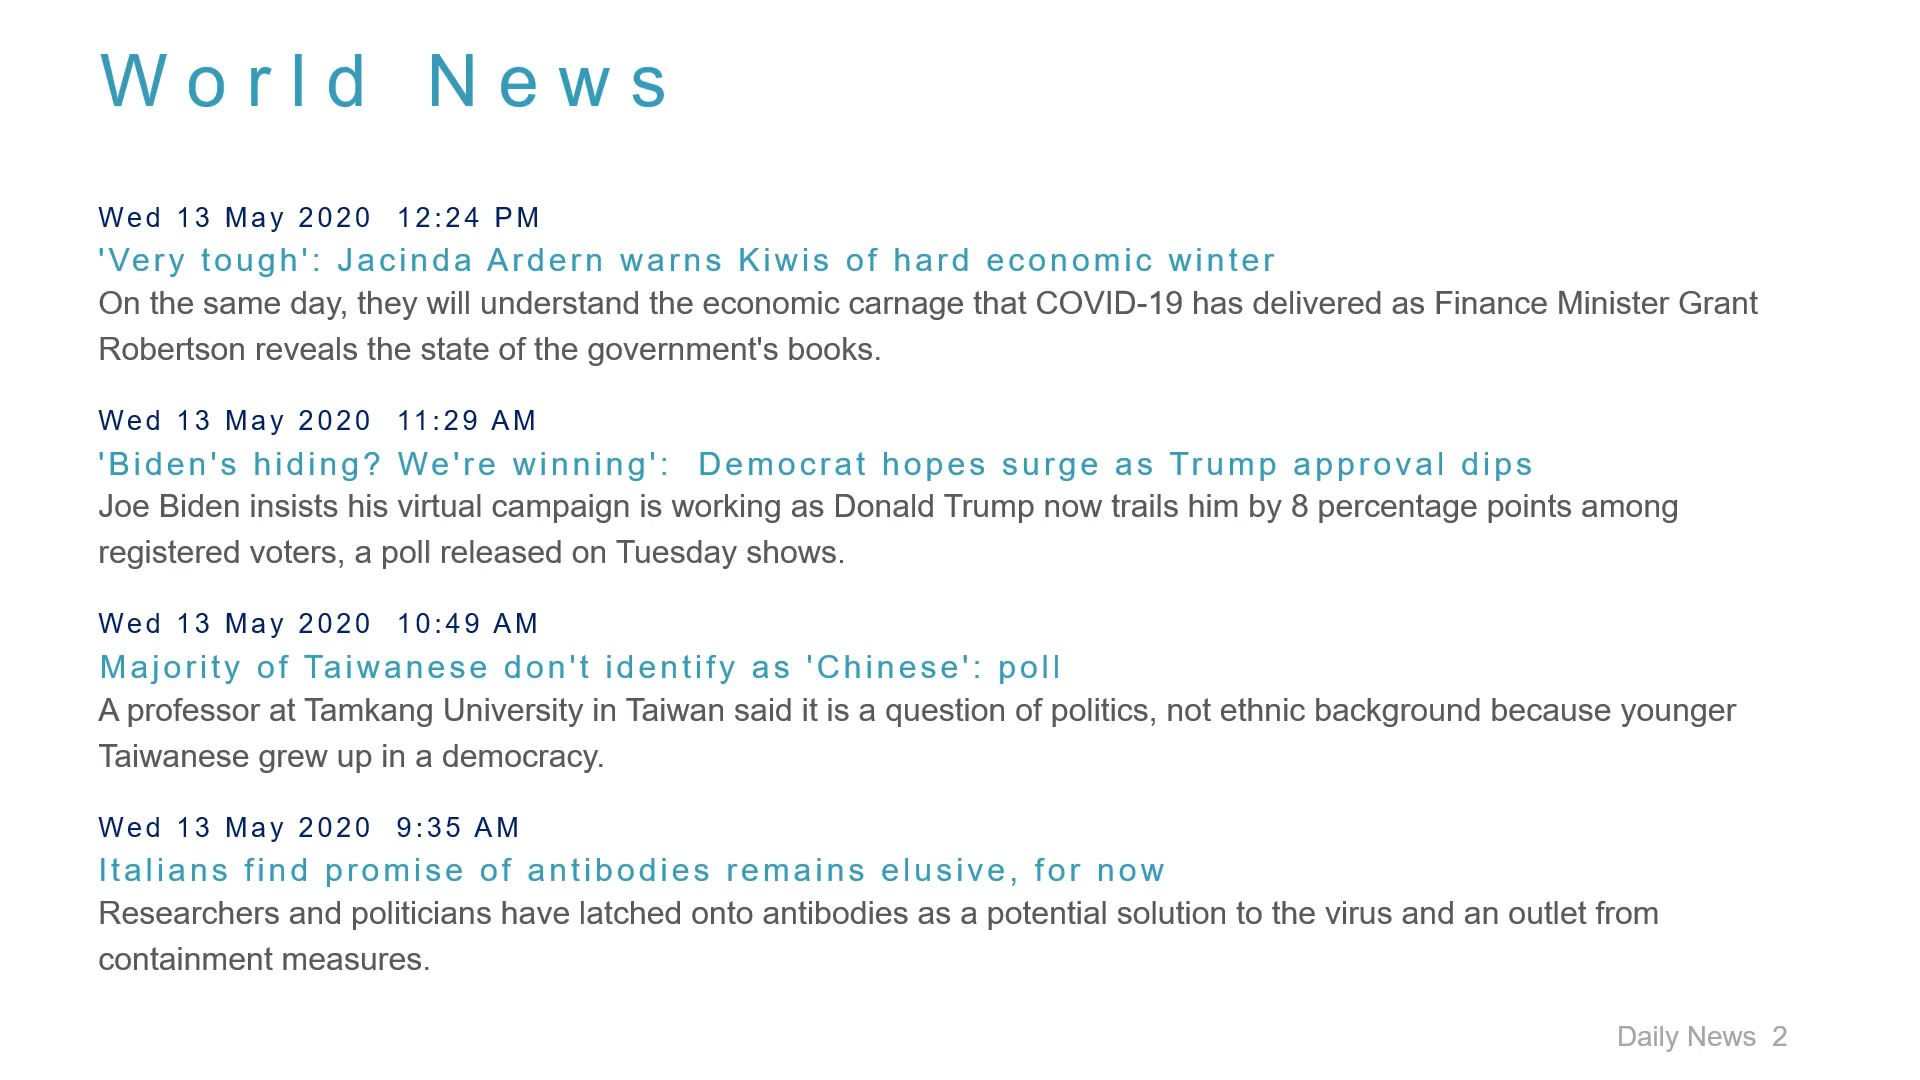 World News
Wed 13 May 2020  12:24 PM
'Very tough': Jacinda Ardern warns Kiwis of hard economic winter
On the same day, they will understand the economic carnage that COVID-19 has delivered as Finance Minister Grant
Robertson reveals the state of the government's books.
Wed 13 May 2020  11:29 AM
'Biden's hiding? We're winning':  Democrat hopes surge as Trump approval dips
Joe Biden insists his virtual campaign is working as Donald Trump now trails him by 8 percentage points among
registered voters, a poll released on Tuesday shows.
Wed 13 May 2020  10:49 AM
Majority of Taiwanese don't identify as 'Chinese': poll
A professor at Tamkang University in Taiwan said it is a question of politics, not ethnic background because younger
Taiwanese grew up in a democracy.
Wed 13 May 2020  9:35 AM
Italians find promise of antibodies remains elusive, for now
Researchers and politicians have latched onto antibodies as a potential solution to the virus and an outlet from
containment measures.
Daily News  2